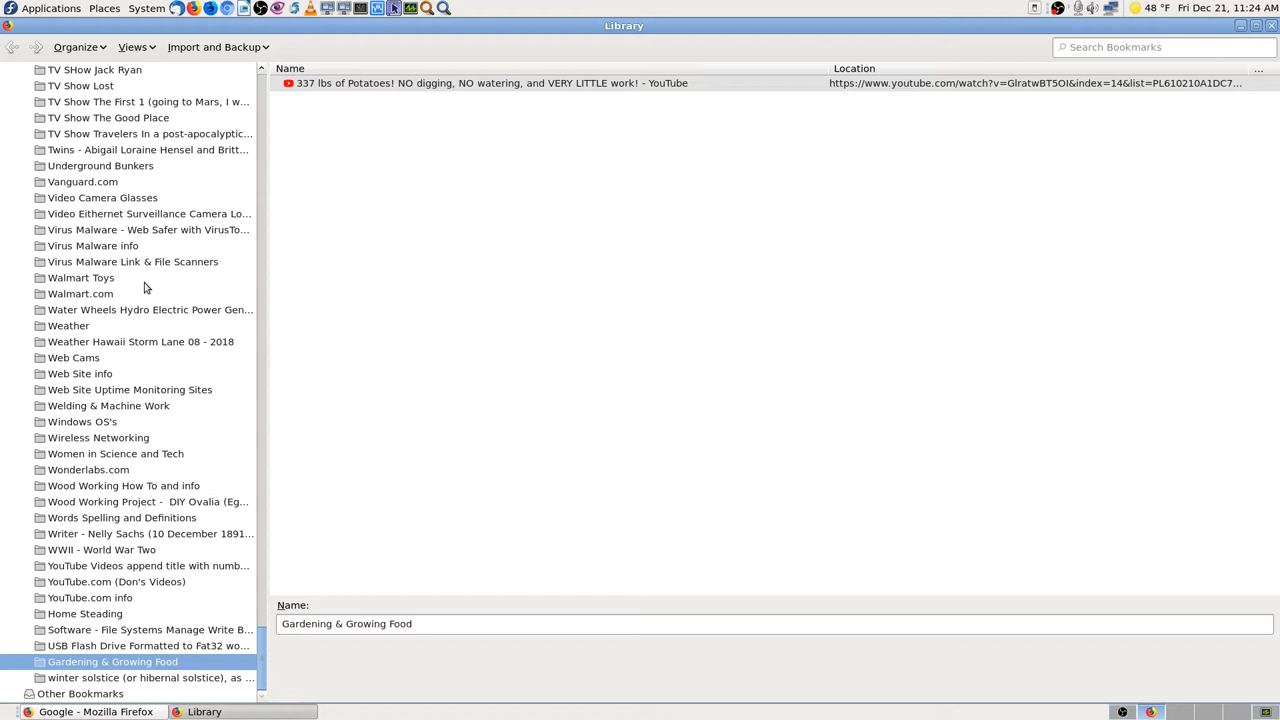 Applications Places System 48 °F Fri Dec 21, 11:24 AM
Library
Organize Views Import and Backup Search Bookmarks
Name Location ...
337 lbs of Potatoes! NO digging, NO watering, and VERY LITTLE work! - YouTube https://www.youtube.com/watch?v=GlratwBT5OI&index=14&list=PL610210A1DC7...
TV SHow Jack Ryan
TV Show Lost
TV Show The First 1 (going to Mars, I w...
TV Show The Good Place
TV Show Travelers In a post-apocalyptic...
Twins - Abigail Loraine Hensel and Britt...
Underground Bunkers
Vanguard.com
Video Camera Glasses
Video Eithernet Surveillance Camera Lo...
Virus Malware - Web Safer with VirusTo...
Virus Malware info
Virus Malware Link & File Scanners
Walmart Toys
Walmart.com
Water Wheels Hydro Electric Power Gen...
Weather
Weather Hawaii Storm Lane 08 - 2018
Web Cams
Web Site info
Web Site Uptime Monitoring Sites
Welding & Machine Work
Windows OS's
Wireless Networking
Women in Science and Tech
Wonderlabs.com
Wood Working How To and info
Wood Working Project - DIY Ovalia (Eg...
Words Spelling and Definitions
Writer - Nelly Sachs (10 December 1891...
WWII - World War Two
YouTube Videos append title with numb...
YouTube.com (Don's Videos)
YouTube.com info
Home Steading
Software - File Systems Manage Write B...
USB Flash Drive Formatted to Fat32 wo...
Gardening & Growing Food
winter solstice (or hibernal solstice), as ...
Other Bookmarks
Name:
Gardening & Growing Food
Google - Mozilla Firefox Library